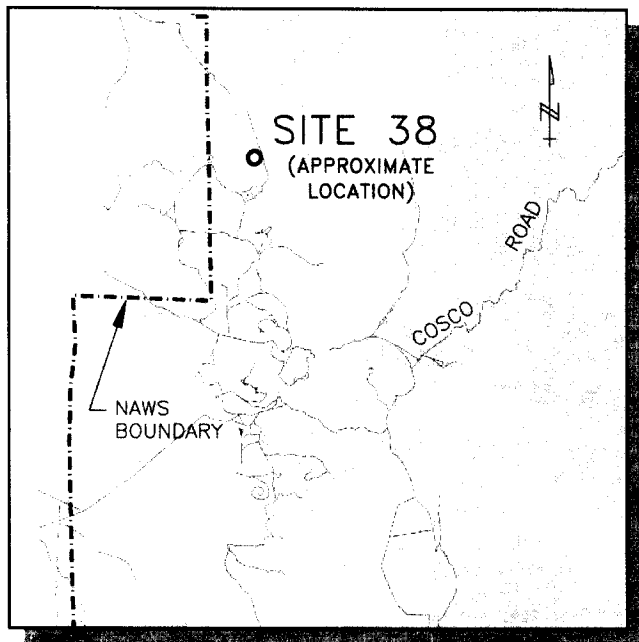 SITE 38
(APPROXIMATE
LOCATION)
N
COSCO ROAD
NAWS
BOUNDARY